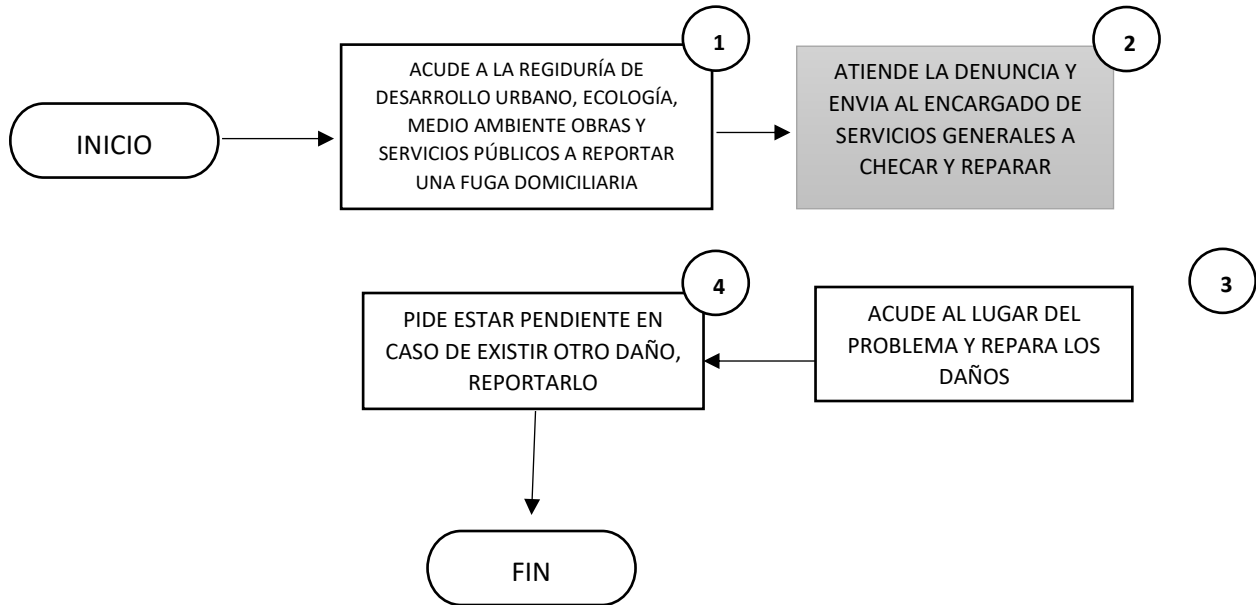 INICIO
1
ACUDE A LA REGIDURÍA DE
DESARROLLO URBANO, ECOLOGÍA,
MEDIO AMBIENTE OBRAS Y
SERVICIOS PÚBLICOS A REPORTAR
UNA FUGA DOMICILIARIA
2
ATIENDE LA DENUNCIA Y
ENVIA AL ENCARGADO DE
SERVICIOS GENERALES A
CHECAR Y REPARAR
3
ACUDE AL LUGAR DEL
PROBLEMA Y REPARA LOS
DAÑOS
4
PIDE ESTAR PENDIENTE EN
CASO DE EXISTIR OTRO DAÑO,
REPORTARLO
FIN